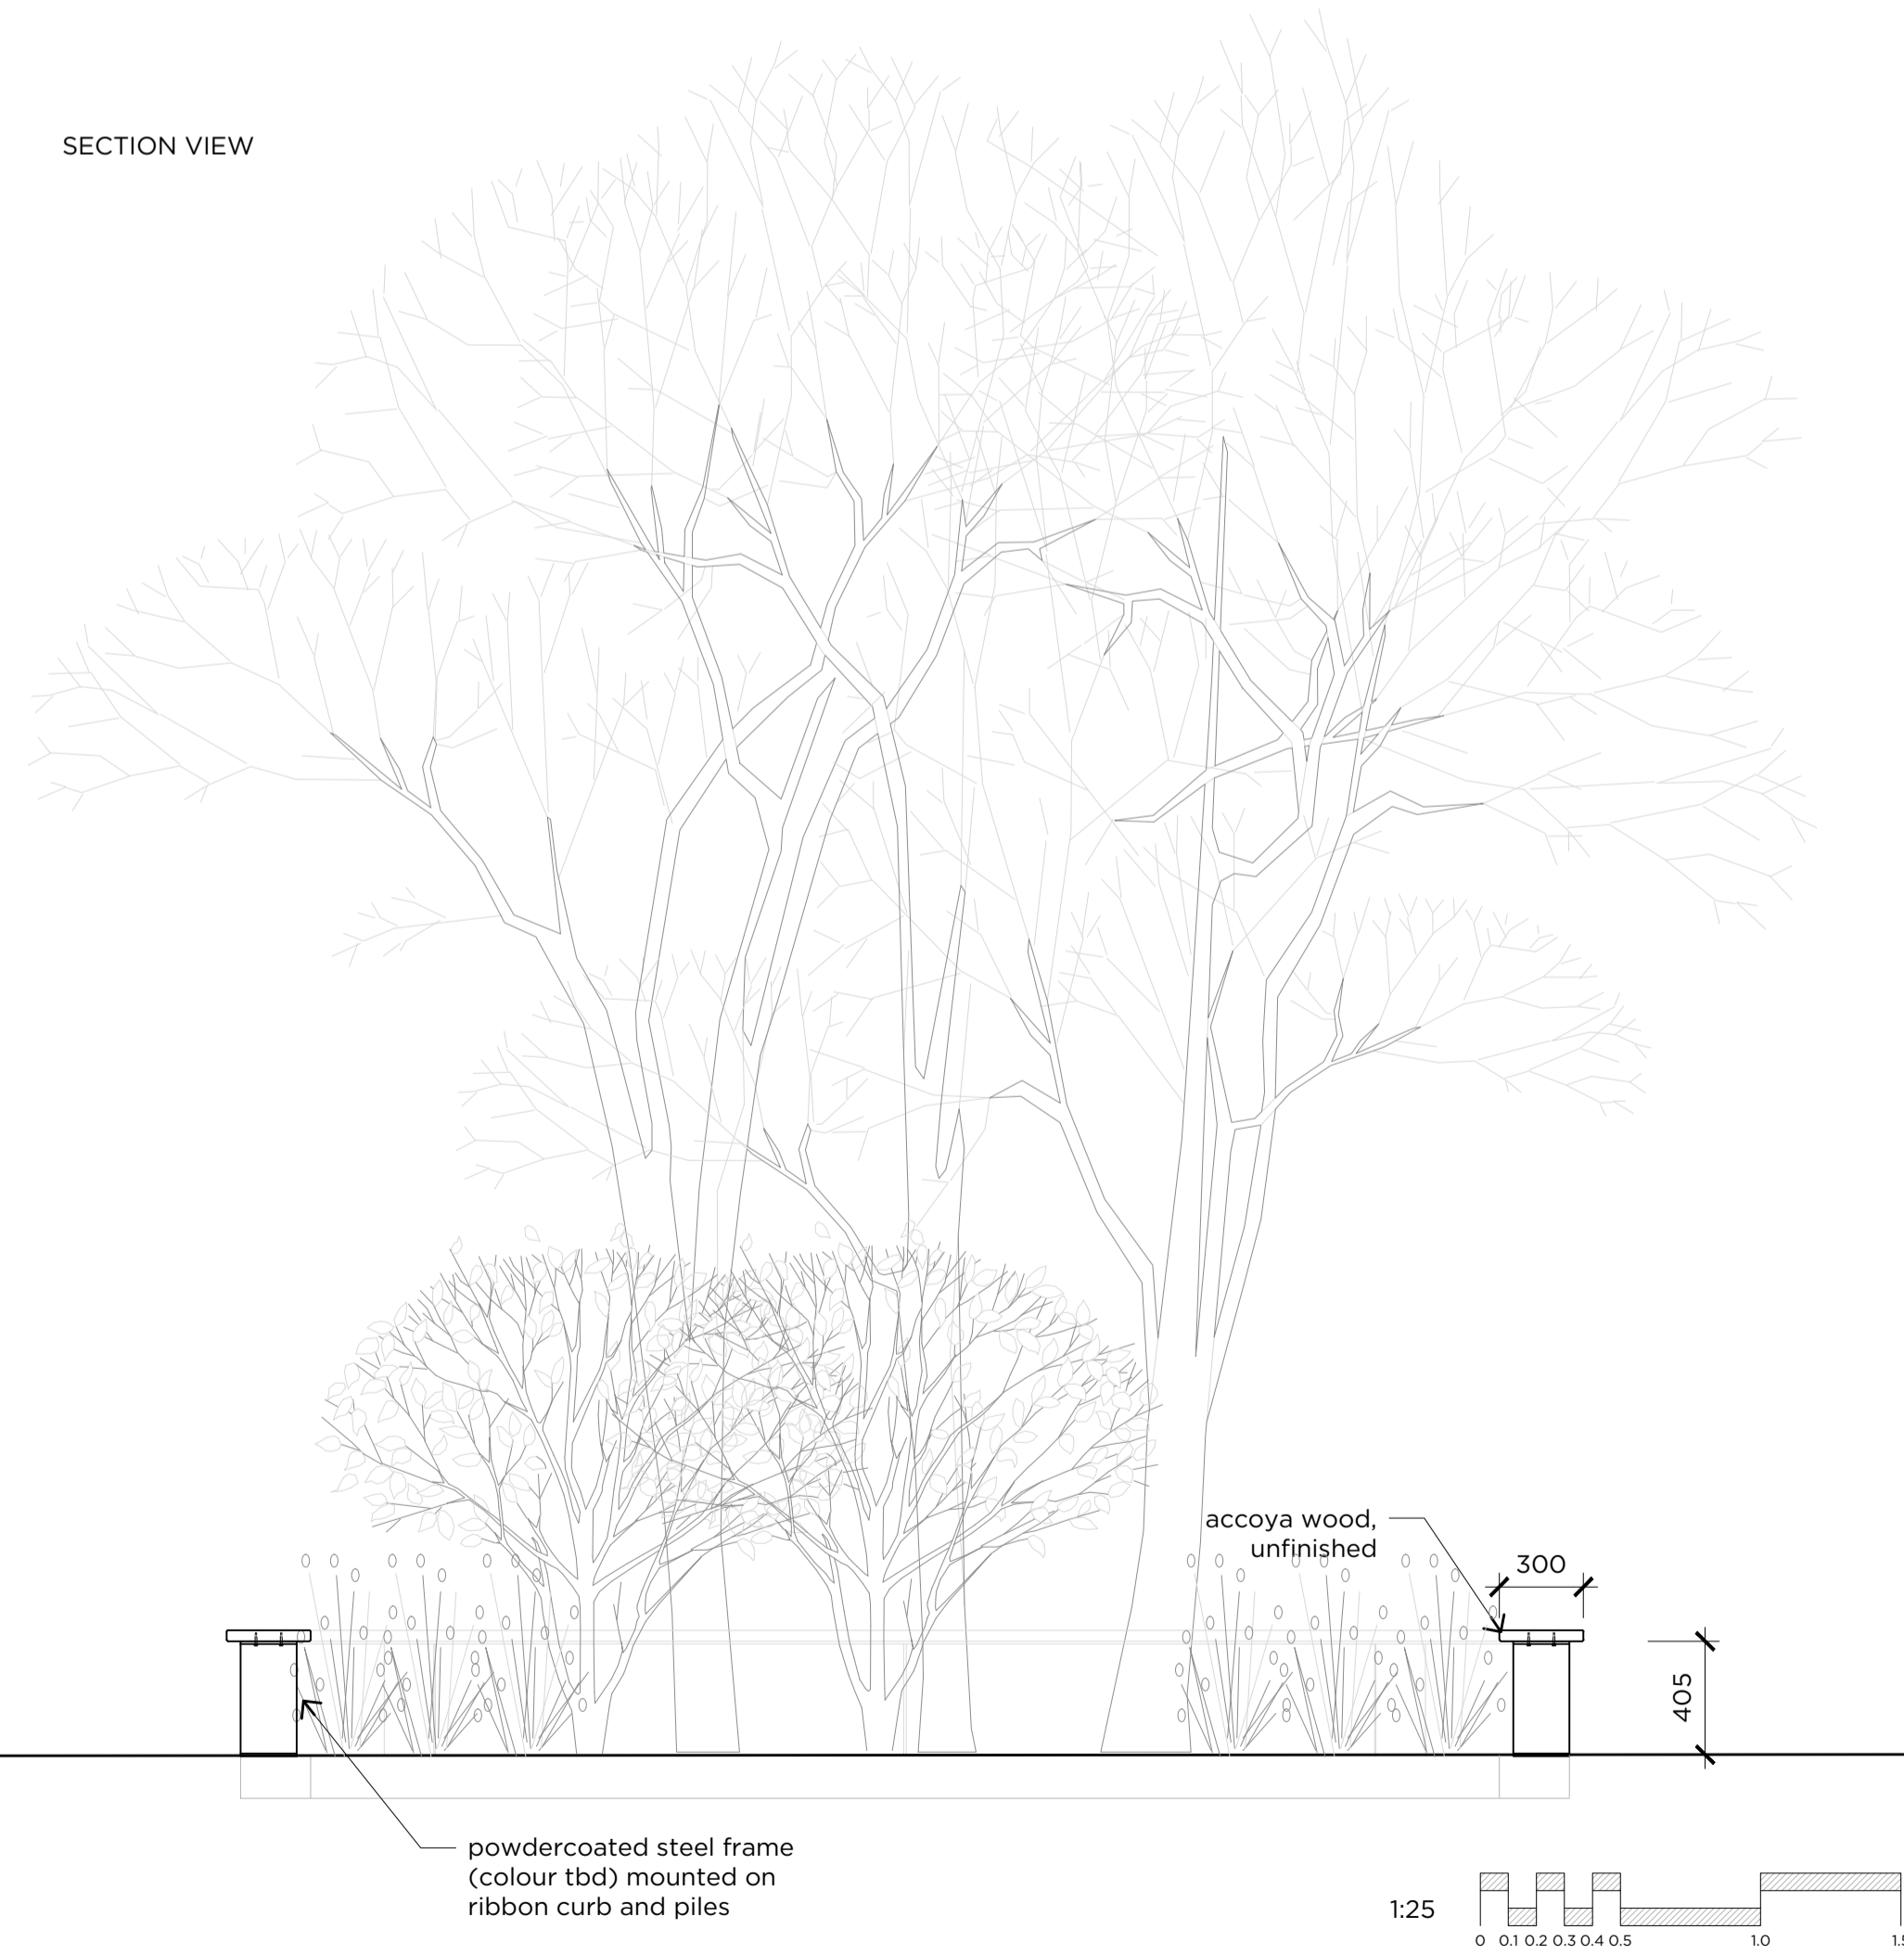 SECTION VIEW
accoya wood,
unfinished
300
405
powdercoated steel frame
(colour tbd) mounted on
ribbon curb and piles
1:25
0 0.1 0.2 0.3 0.4 0.5 1.0